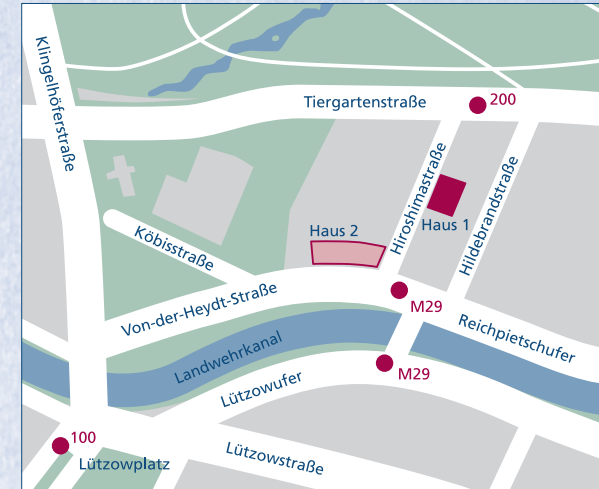 Klingelhöferstraße
Tiergartenstraße
200
Hiroshimastraße
Hildebrandstraße
Haus 1
Köbisstraße
Haus 2
Von-der-Heydt-Straße
M29
Reichpietschufer
Landwehrkanal
M29
Lützowufer
100
Lützowplatz
Lützowstraße